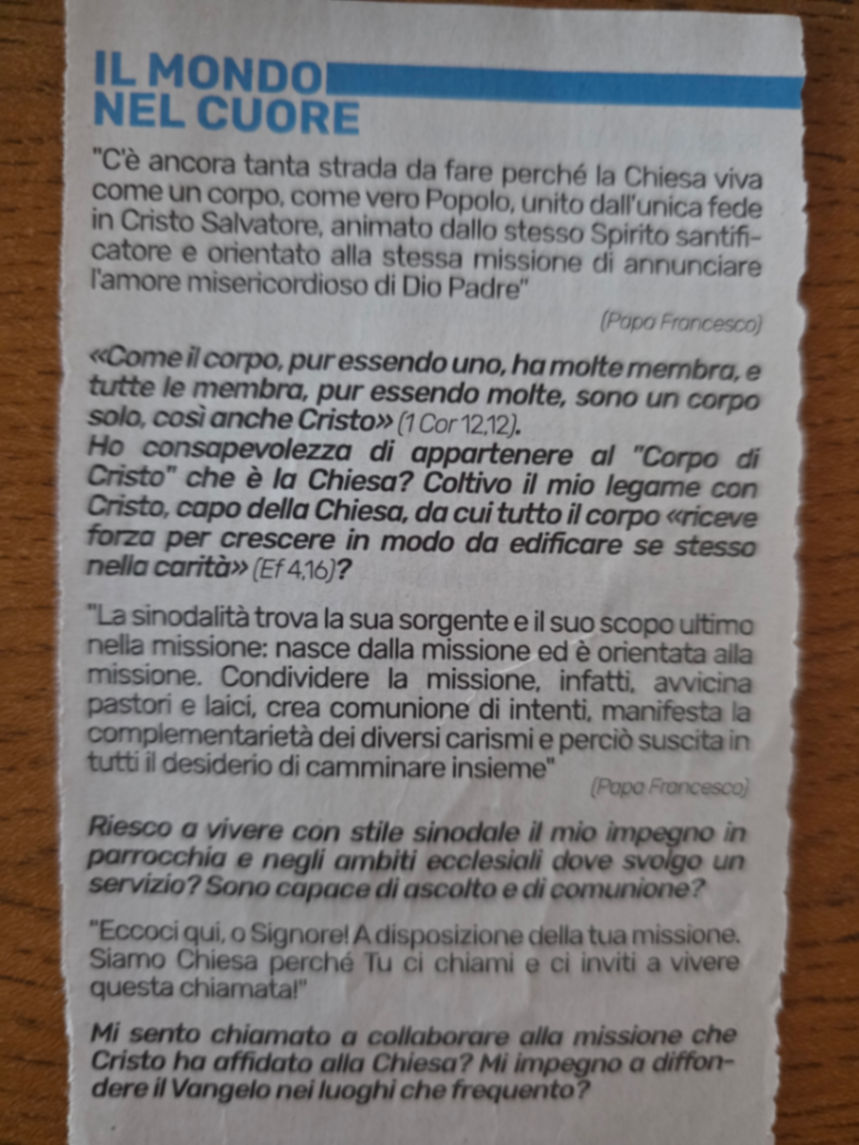 IL MONDO
NEL CUORE
"C'è ancora tanta strada da fare perché la Chiesa viva
come un corpo, come vero Popolo, unito dall'unica fede
in Cristo Salvatore, animato dallo stesso Spirito santifi-
catore e orientato alla stessa missione di annunciare
l'amore misericordioso di Dio Padre"
(Papa Francesco)
«Come il corpo, pur essendo uno, ha molte membra, e
tutte le membra, pur essendo molte, sono un corpo
solo, così anche Cristo» (1 Cor 12,12).
Ho consapevolezza di appartenere al "Corpo di
Cristo" che è la Chiesa? Coltivo il mio legame con
Cristo, capo della Chiesa, da cui tutto il corpo «riceve
forza per crescere in modo da edificare se stesso
nella carità» (Ef 4,16)?
"La sinodalità trova la sua sorgente e il suo scopo ultimo
nella missione: nasce dalla missione ed è orientata alla
missione. Condividere la missione, infatti, avvicina
pastori e laici, crea comunione di intenti, manifesta la
complementarietà dei diversi carismi e perciò suscita in
tutti il desiderio di camminare insieme"
(Papa Francesco)
Riesco a vivere con stile sinodale il mio impegno in
parrocchia e negli ambiti ecclesiali dove svolgo un
servizio? Sono capace di ascolto e di comunione?
"Eccoci qui, o Signore! A disposizione della tua missione.
Siamo Chiesa perché Tu ci chiami e ci inviti a vivere
questa chiamata!"
Mi sento chiamato a collaborare alla missione che
Cristo ha affidato alla Chiesa? Mi impegno a diffon-
dere il Vangelo nei luoghi che frequento?